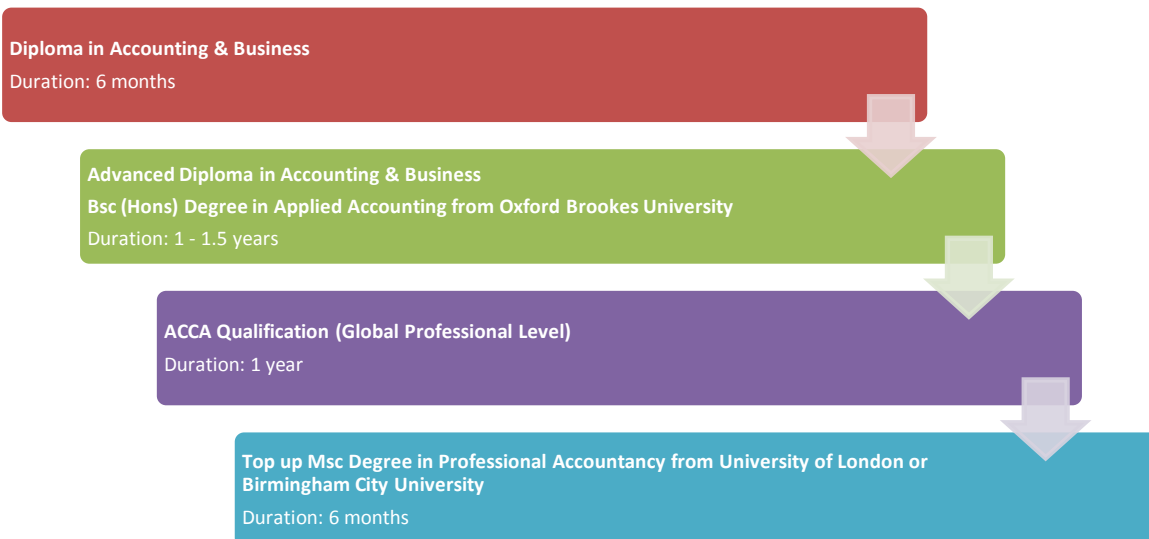 Diploma in Accounting & Business
Duration: 6 months
Advanced Diploma in Accounting & Business
Bsc (Hons) Degree in Applied Accounting from Oxford Brookes University
Duration: 1 - 1.5 years
ACCA Qualification (Global Professional Level)
Duration: 1 year
Top up Msc Degree in Professional Accountancy from University of London or
Birmingham City University
Duration: 6 months